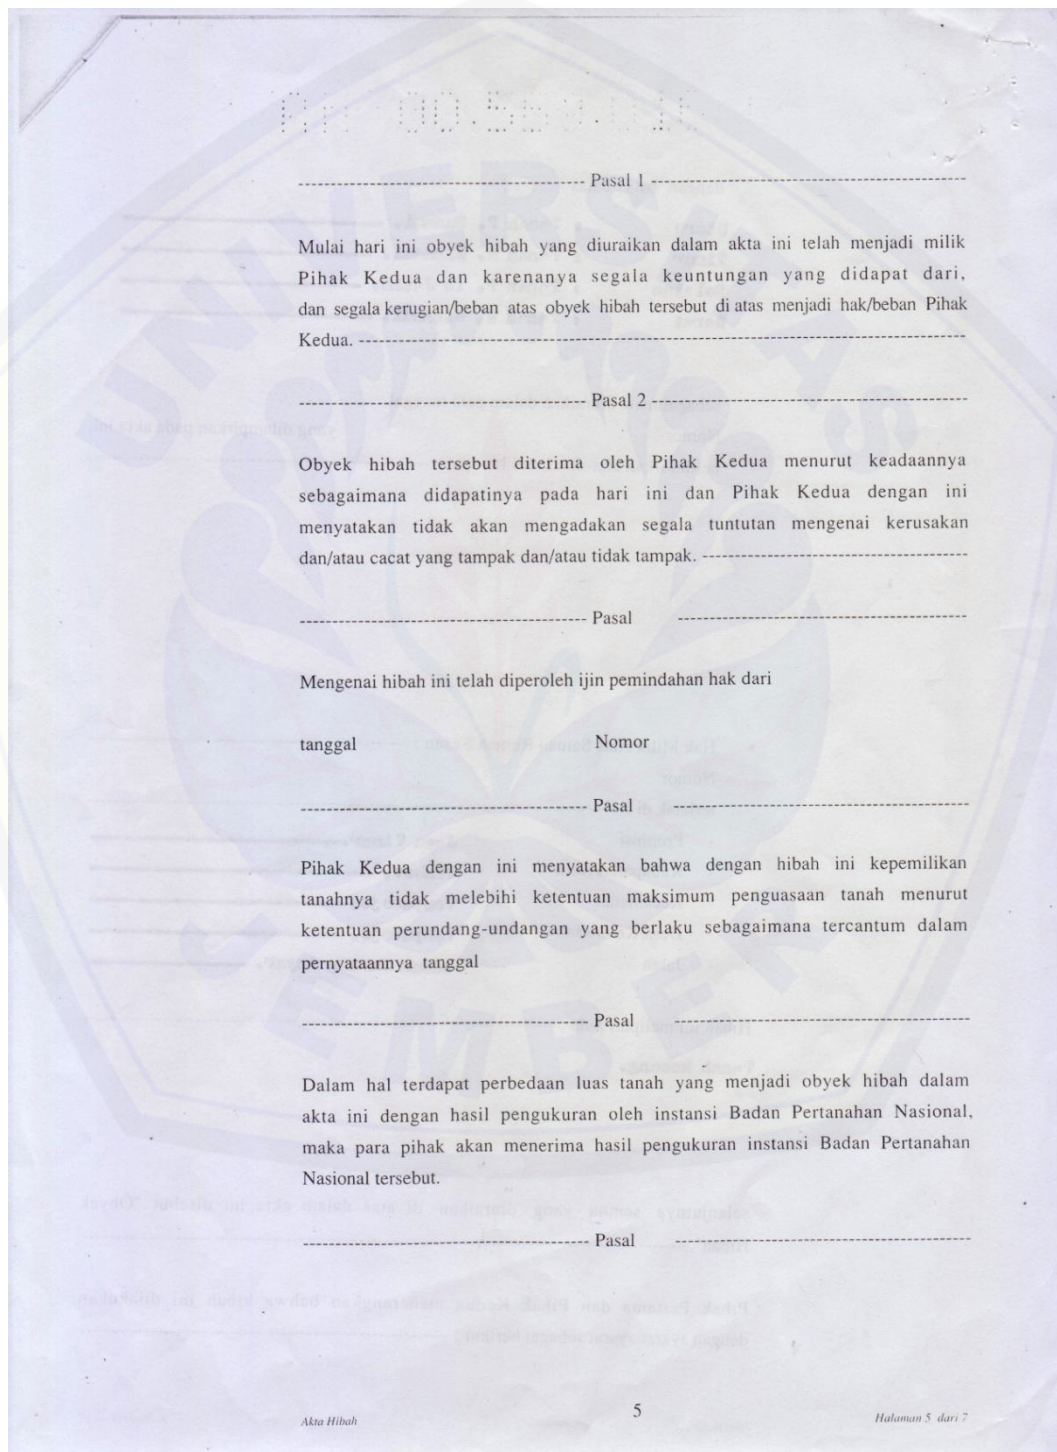 ---------------------------------------- Pasal 1 ----------------------------------------
Mulai hari ini obyek hibah yang diuraikan dalam akta ini telah menjadi milik
Pihak Kedua dan karenanya segala keuntungan yang didapat dari,
dan segala kerugian/beban atas obyek hibah tersebut di atas menjadi hak/beban Pihak
Kedua. ----------------------------------------
---------------------------------------- Pasal 2 ----------------------------------------
Obyek hibah tersebut diterima oleh Pihak Kedua menurut keadaannya
sebagaimana didapatinya pada hari ini dan Pihak Kedua dengan ini
menyatakan tidak akan mengadakan segala tuntutan mengenai kerusakan
dan/atau cacat yang tampak dan/atau tidak tampak. ----------------------------------------
---------------------------------------- Pasal ----------------------------------------
Mengenai hibah ini telah diperoleh ijin pemindahan hak dari
tanggal Nomor
---------------------------------------- Pasal ----------------------------------------
Pihak Kedua dengan ini menyatakan bahwa dengan hibah ini kepemilikan
tanahnya tidak melebihi ketentuan maksimum penguasaan tanah menurut
ketentuan perundang-undangan yang berlaku sebagaimana tercantum dalam
pernyataannya tanggal
---------------------------------------- Pasal ----------------------------------------
Dalam hal terdapat perbedaan luas tanah yang menjadi obyek hibah dalam
akta ini dengan hasil pengukuran oleh instansi Badan Pertanahan Nasional,
maka para pihak akan menerima hasil pengukuran instansi Badan Pertanahan
Nasional tersebut.
---------------------------------------- Pasal ----------------------------------------
5
Akta Hibah Halaman 5 dari 7
UNIVERSITAS
JEMBER